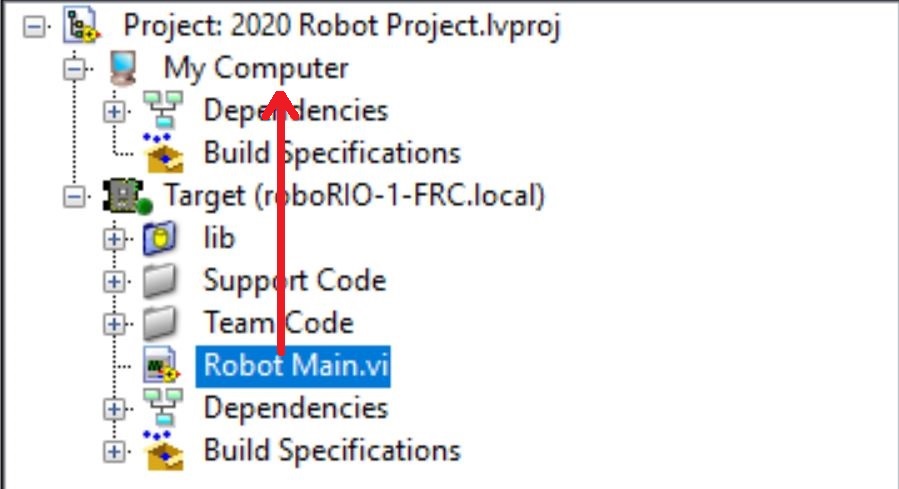 Project: 2020 Robot Project.lvproj
My Computer
Dependencies
Build Specifications
Target (roboRIO-1-FRC.local)
lib
Support Code
Team Code
Robot Main.vi
Dependencies
Build Specifications